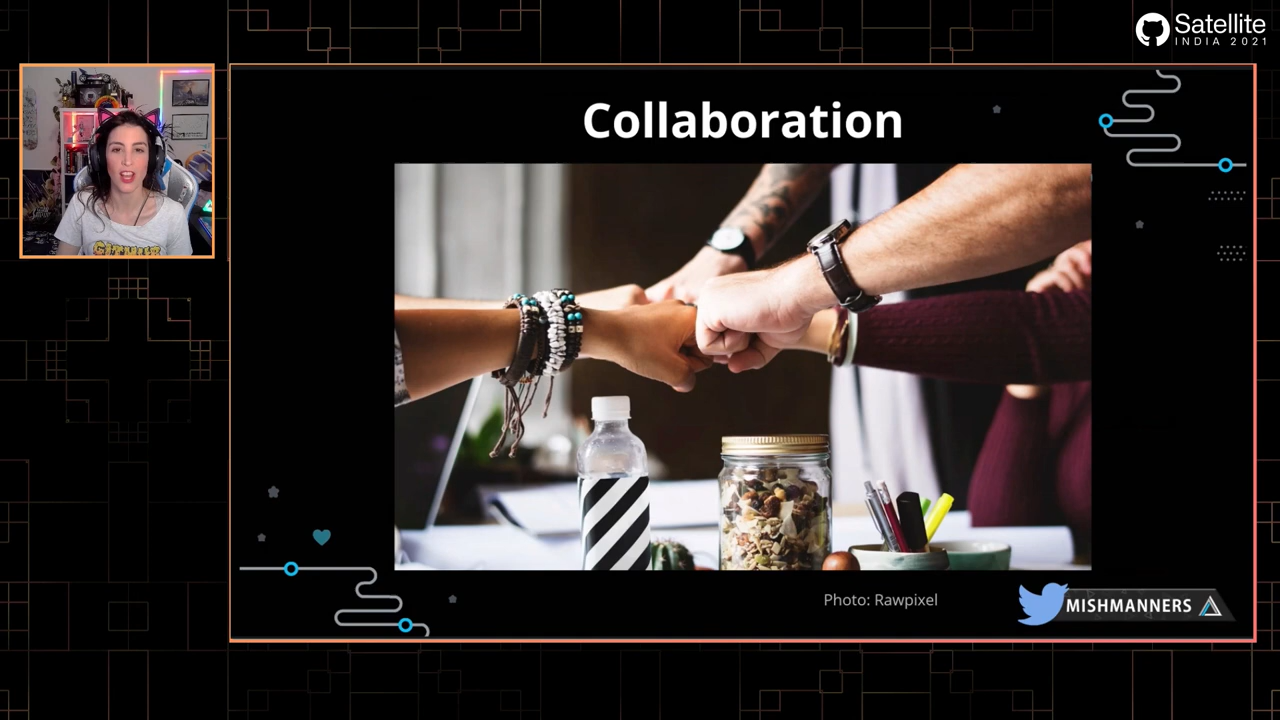 Satellite
INDIA 2021
Collaboration
Photo: Rawpixel
MISHMANNERS